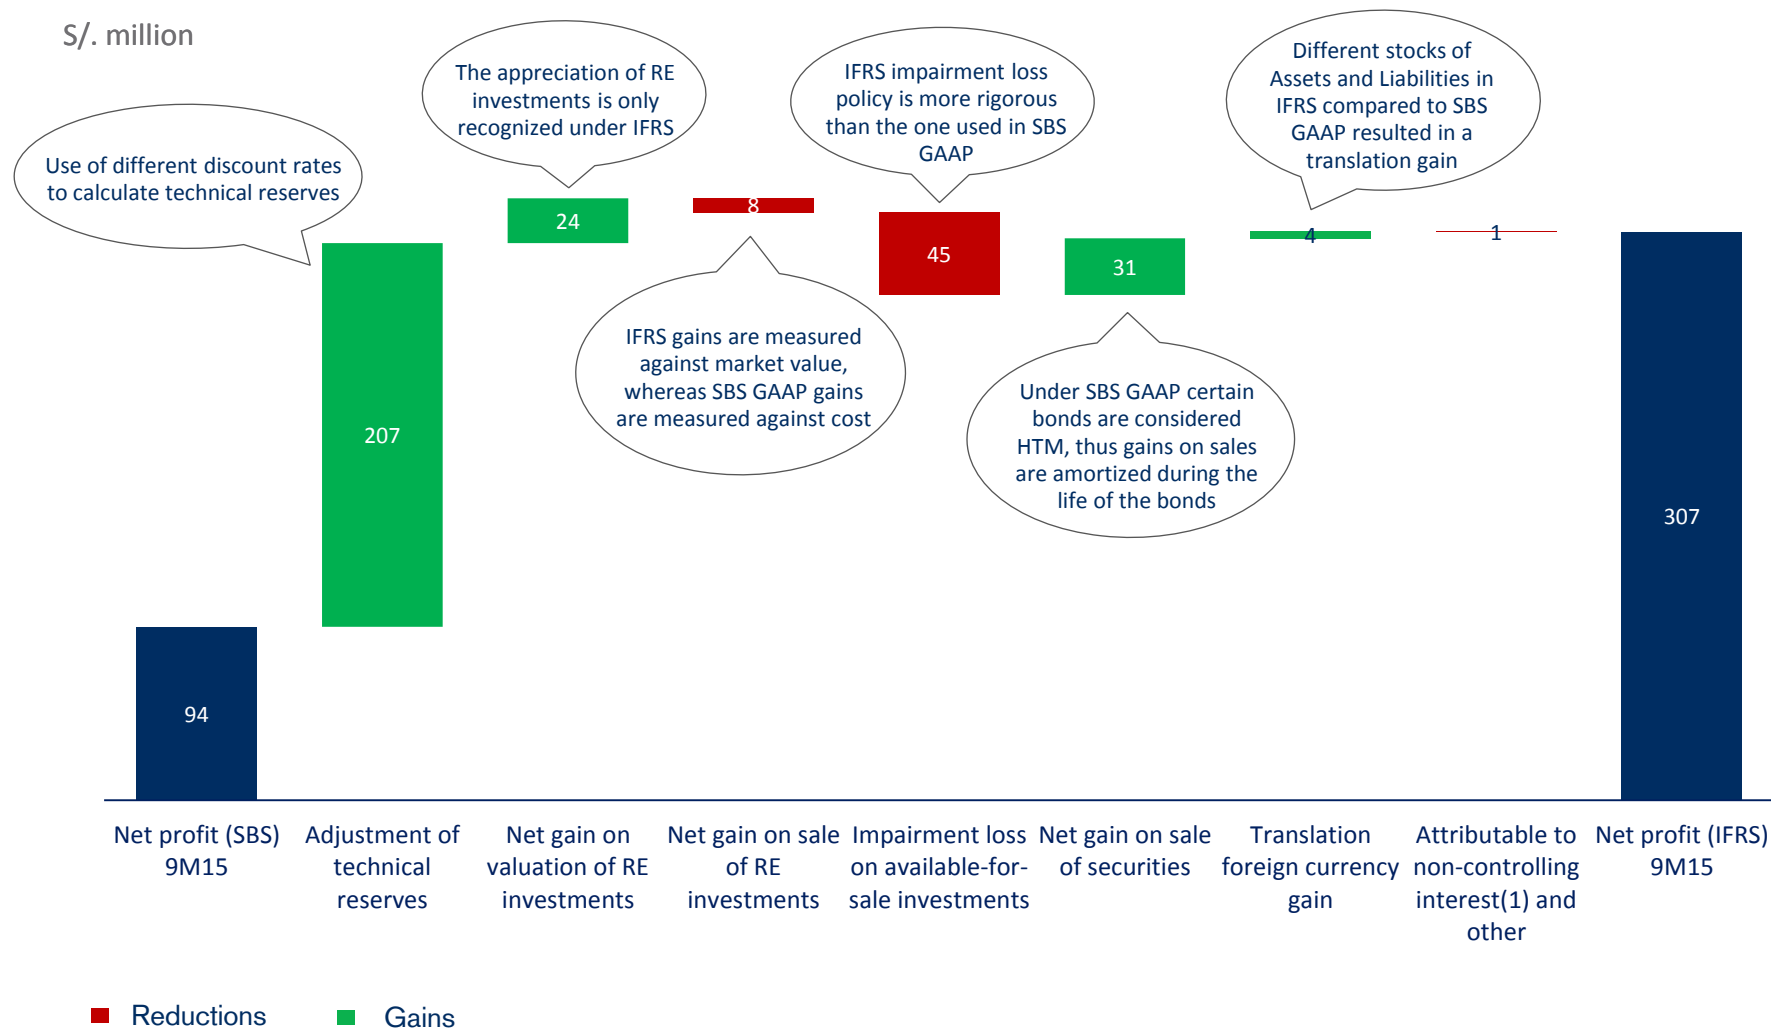 S/. million
Use of different discount rates
to calculate technical reserves
The appreciation of RE
investments is only
recognized under IFRS
IFRS impairment loss
policy is more rigorous
than the one used in SBS
GAAP
Different stocks of
Assets and Liabilities in
IFRS compared to SBS
GAAP resulted in a
translation gain
IFRS gains are measured
against market value,
whereas SBS GAAP gains
are measured against cost
Under SBS GAAP certain
bonds are considered
HTM, thus gains on sales
are amortized during the
life of the bonds
94
207
24
8
45
31
4
1
307
Net profit (SBS)
9M15
Adjustment of
technical
reserves
Net gain on
valuation of RE
investments
Net gain on sale
of RE
investments
Impairment loss
on available-for-
sale investments
Net gain on sale
of securities
Translation
foreign currency
gain
Attributable to
non-controlling
interest(1) and
other
Net profit (IFRS)
9M15
Reductions
Gains